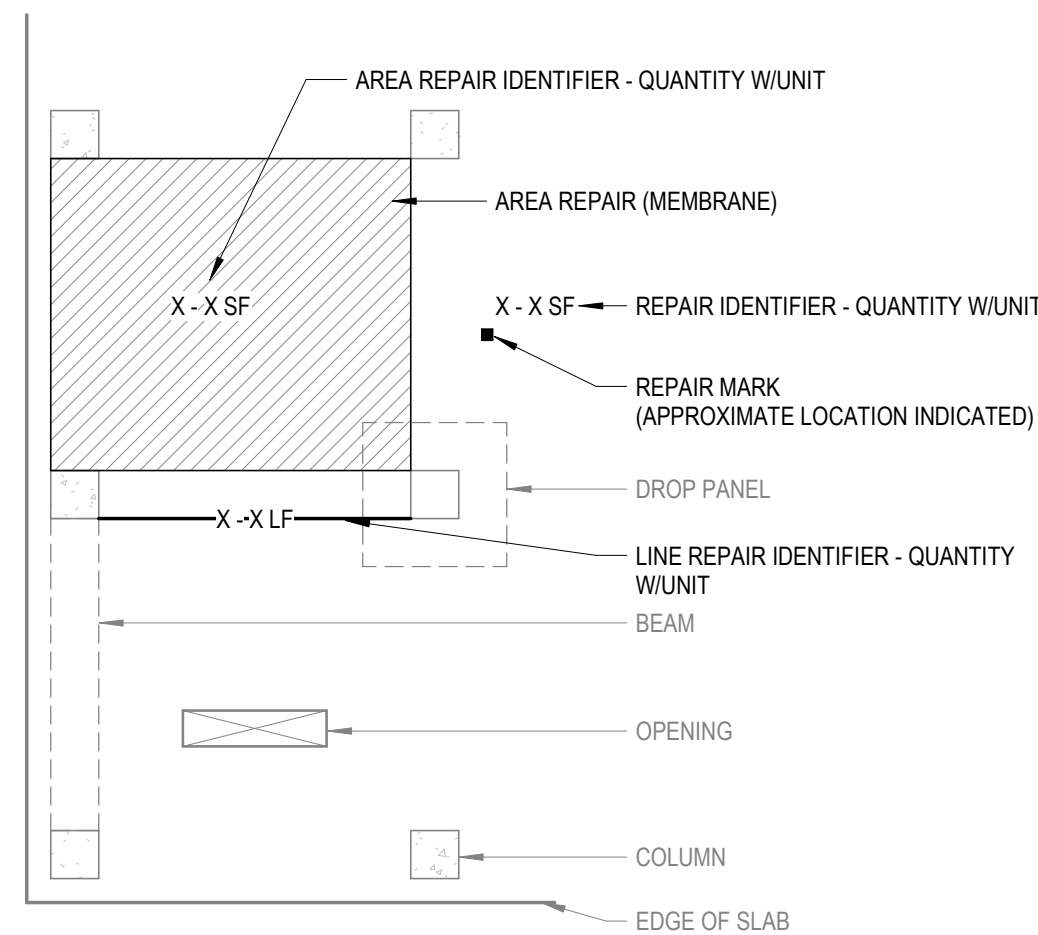 AREA REPAIR IDENTIFIER - QUANTITY W/UNIT
AREA REPAIR (MEMBRANE)
X - X SF
X - X SF
REPAIR IDENTIFIER - QUANTITY W/UNIT
REPAIR MARK
(APPROXIMATE LOCATION INDICATED)
DROP PANEL
X - X LF
LINE REPAIR IDENTIFIER - QUANTITY
W/UNIT
BEAM
OPENING
COLUMN
EDGE OF SLAB